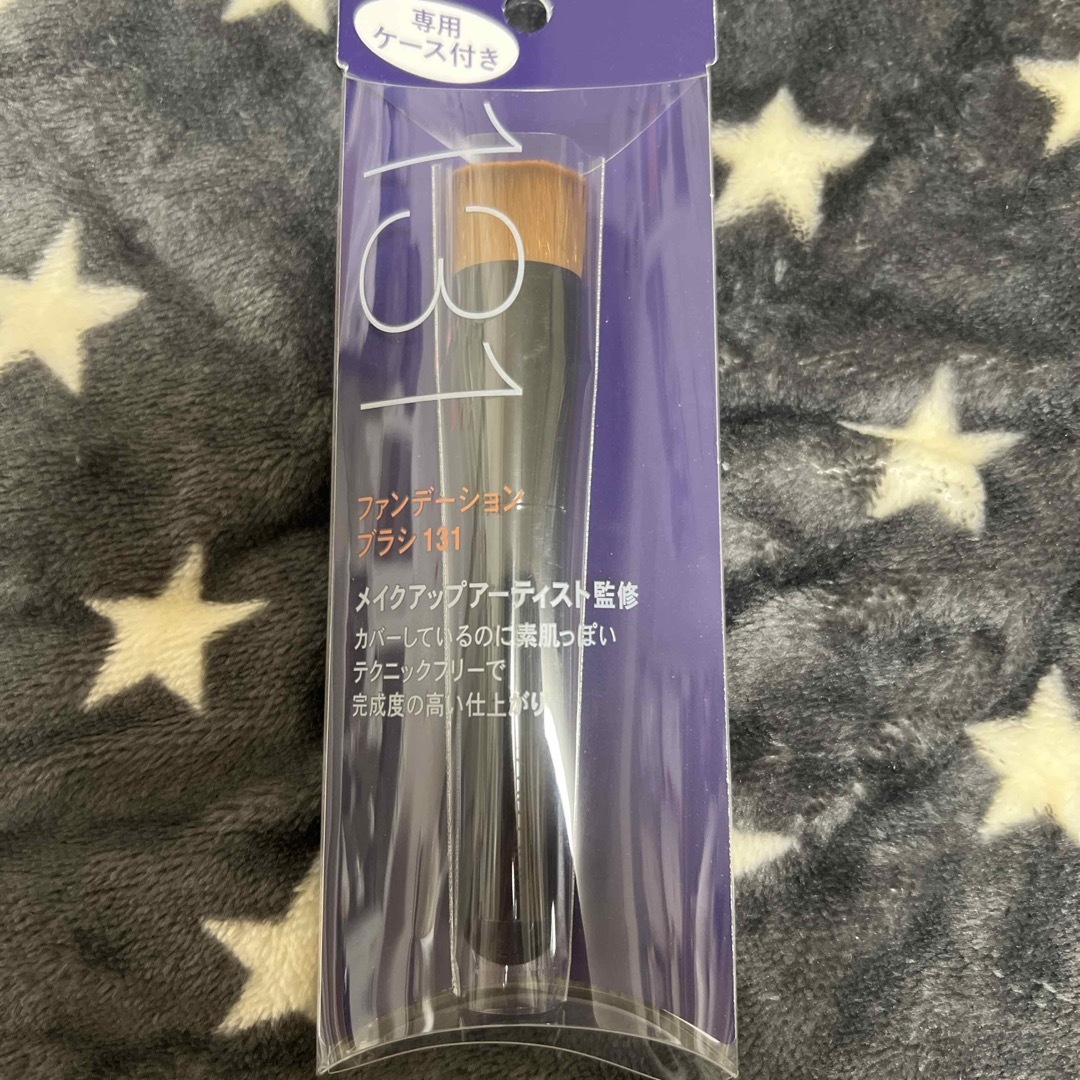 専用
ケース付き
131
ファンデーション
ブラシ 131
メイクアップアーティスト監修
カバーしているのに素肌っぽい
テクニックフリーで
完成度の高い仕上がり